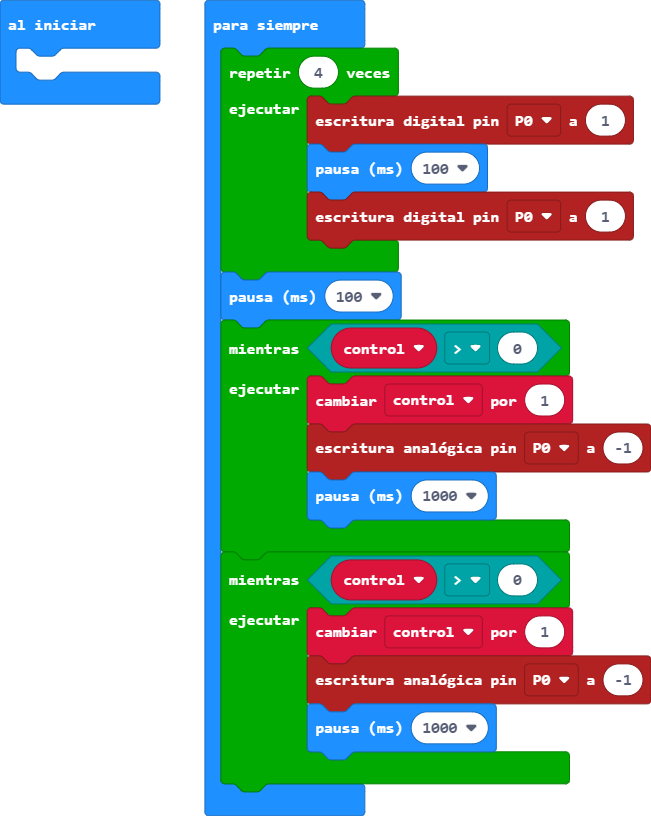 al iniciar
para siempre
repetir 4 veces
ejecutar
escritura digital pin P0 a 1
pausa (ms) 100
escritura digital pin P0 a 1
pausa (ms) 100
mientras control > 0
ejecutar
cambiar control por 1
escritura analógica pin P0 a -1
pausa (ms) 1000
mientras control > 0
ejecutar
cambiar control por 1
escritura analógica pin P0 a -1
pausa (ms) 1000